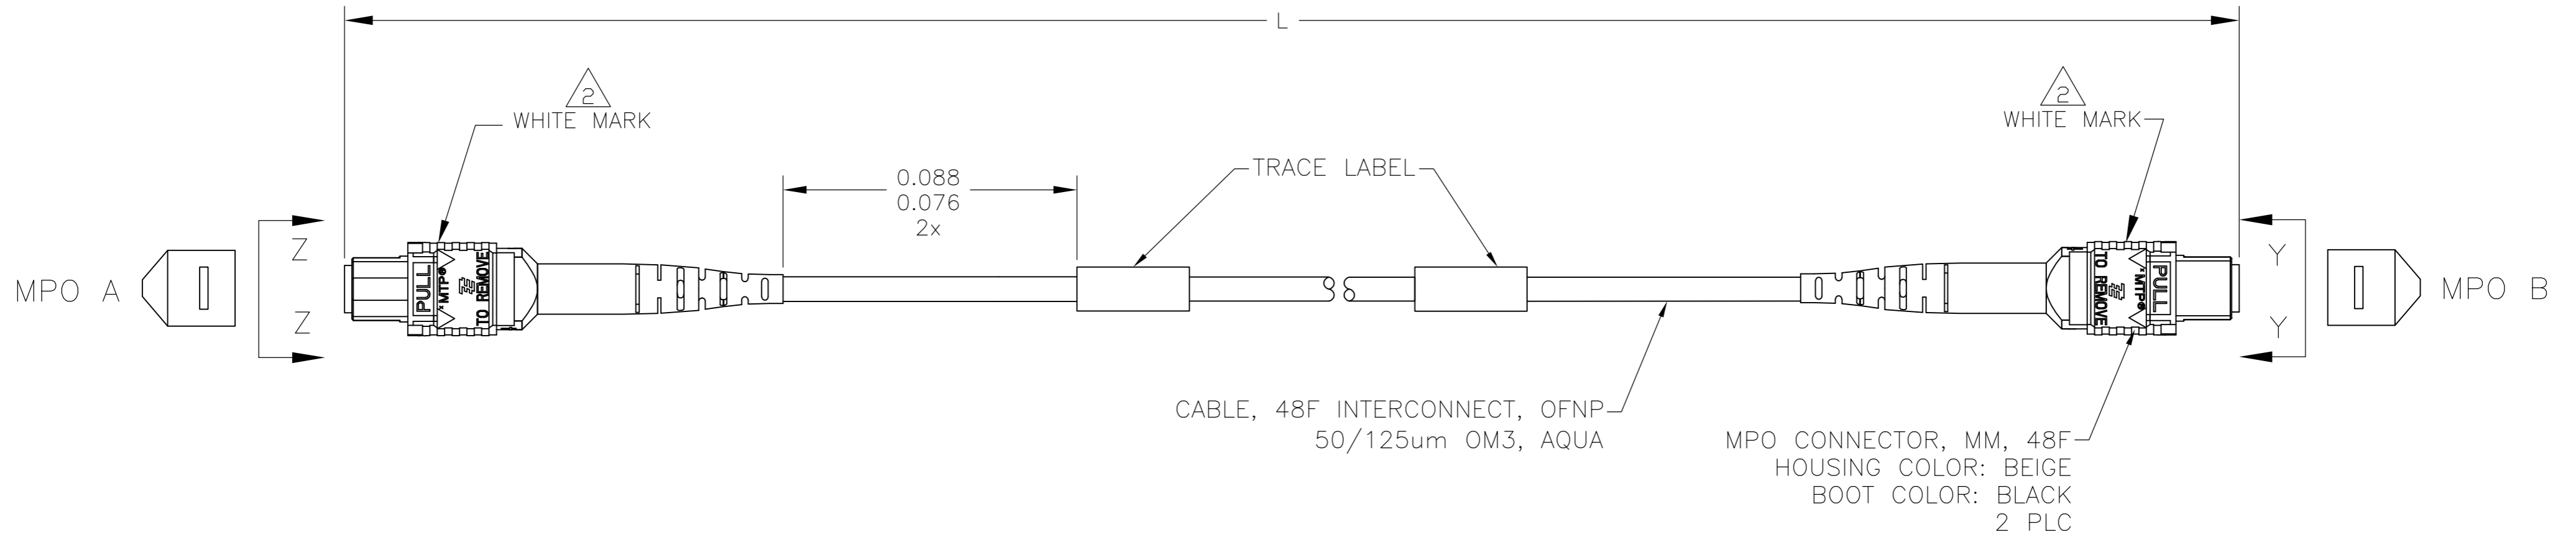 L
2
WHITE MARK
2
WHITE MARK
TRACE LABEL
0.088
0.076
2x
Z
Z
MPO A
PULL
MTP®
TO REMOVE
TO REMOVE
MTP®
PULL
Y
Y
MPO B
CABLE, 48F INTERCONNECT, OFNP
50/125um OM3, AQUA
MPO CONNECTOR, MM, 48F
HOUSING COLOR: BEIGE
BOOT COLOR: BLACK
2 PLC